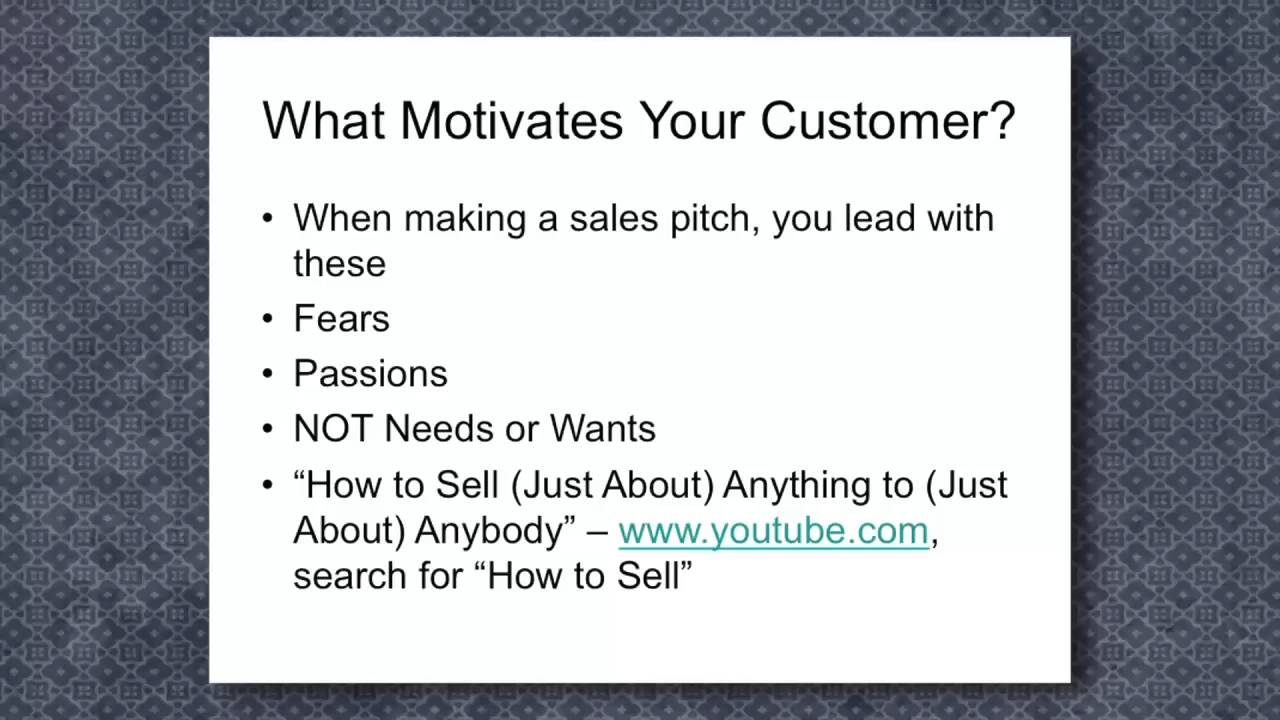 What Motivates Your Customer?
• When making a sales pitch, you lead with
these
• Fears
• Passions
• NOT Needs or Wants
• “How to Sell (Just About) Anything to (Just
About) Anybody” – www.youtube.com,
search for “How to Sell”